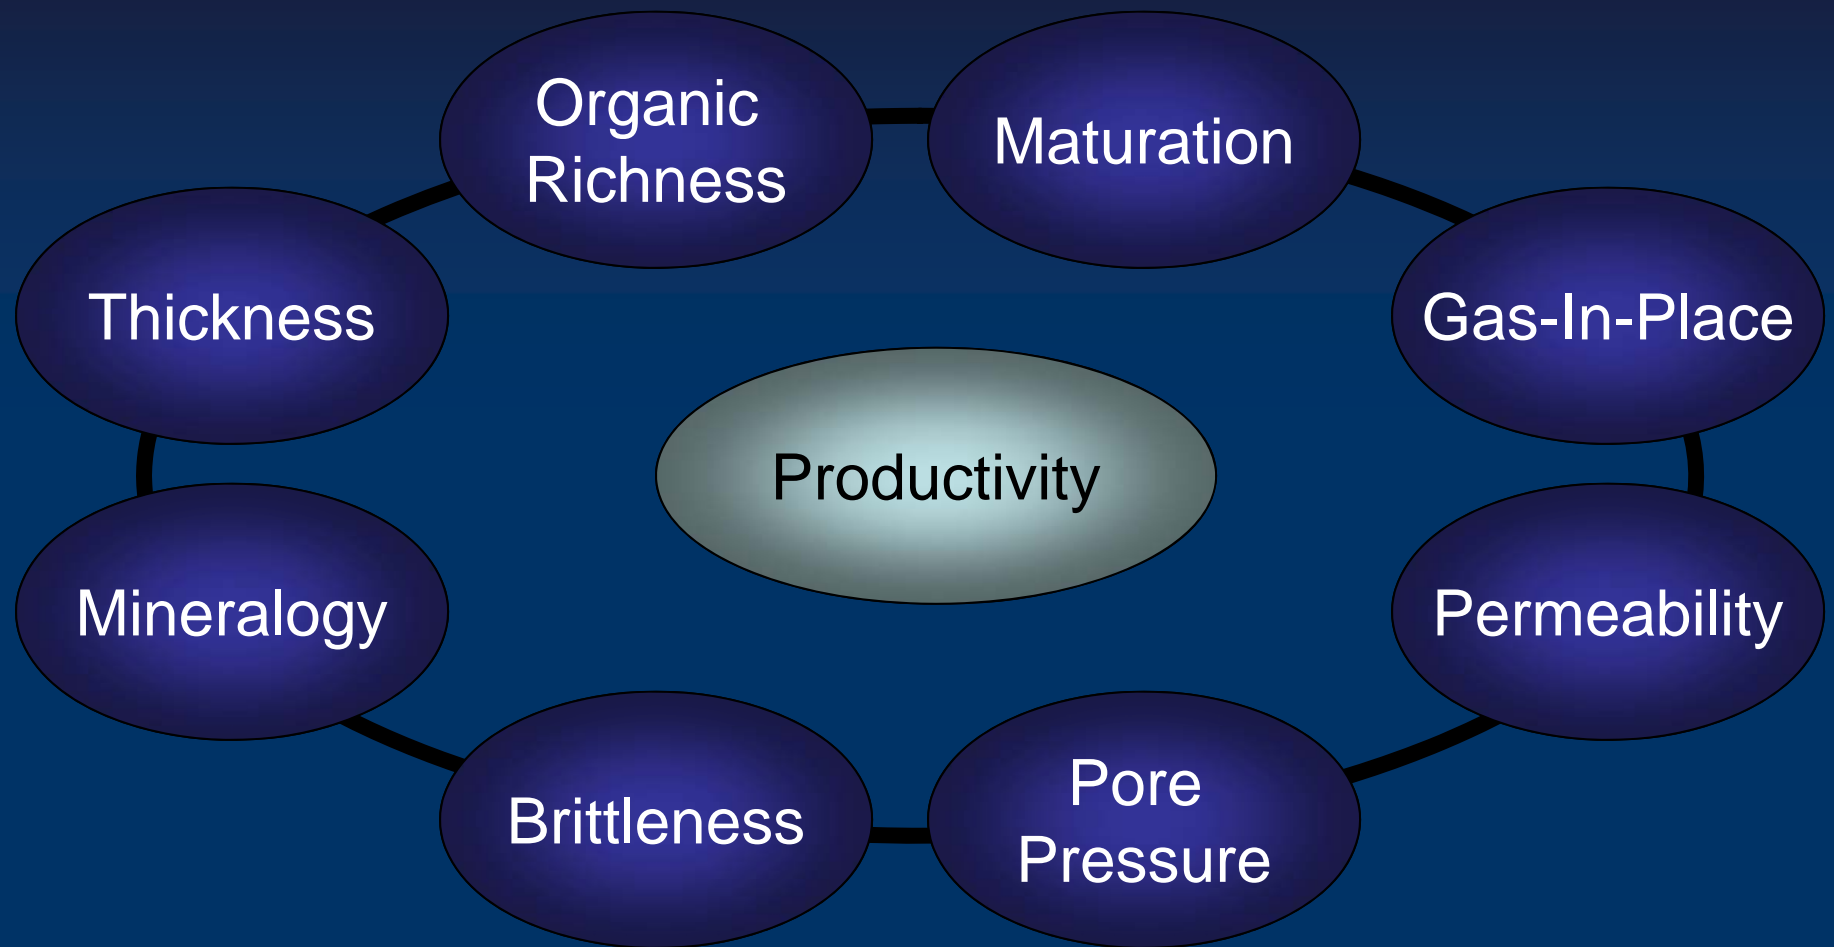 Organic
Richness
Maturation
Thickness
Gas-In-Place
Productivity
Mineralogy
Permeability
Brittleness
Pore
Pressure